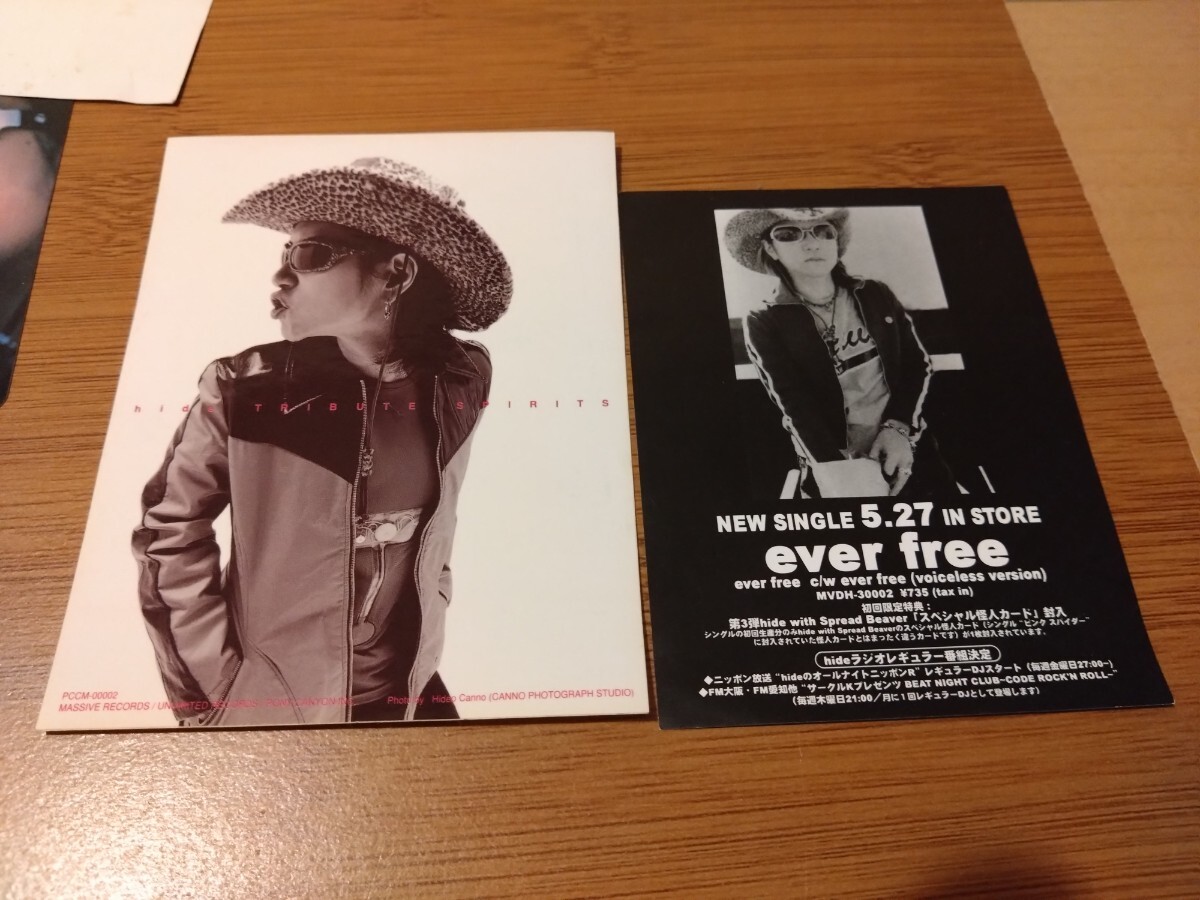 hide TRIBUTE SPIRITS
PCCM-00002
MASSIVE RECORDS / UNLIMITED RECORDS / PONY CANYON INC.
Photo by Hideo Canno (CANNO PHOTOGRAPH STUDIO)
NEW SINGLE 5.27 IN STORE
ever free
ever free c/w ever free (voiceless version)
MVDH-30002 ¥735 (tax in)
初回限定特典：
第3弾hide with Spread Beaver「スペシャル怪人カード」封入
シングルの初回生産分のみhide with Spread Beaverのスペシャル怪人カード（シングル"ピンク スパイダー"
に封入されていた怪人カードとはまったく違うカードです）が1枚封入されています。
hideラジオレギュラー番組決定
◆ニッポン放送 "hideのオールナイトニッポンR" レギュラーDJスタート（毎週金曜日27:00~）
◆FM大阪・FM愛知他 "サークルKプレゼンツ BEAT NIGHT CLUB~CODE ROCK'N ROLL~"
（毎週木曜日21:00／月に1回レギュラーDJとして登場します）